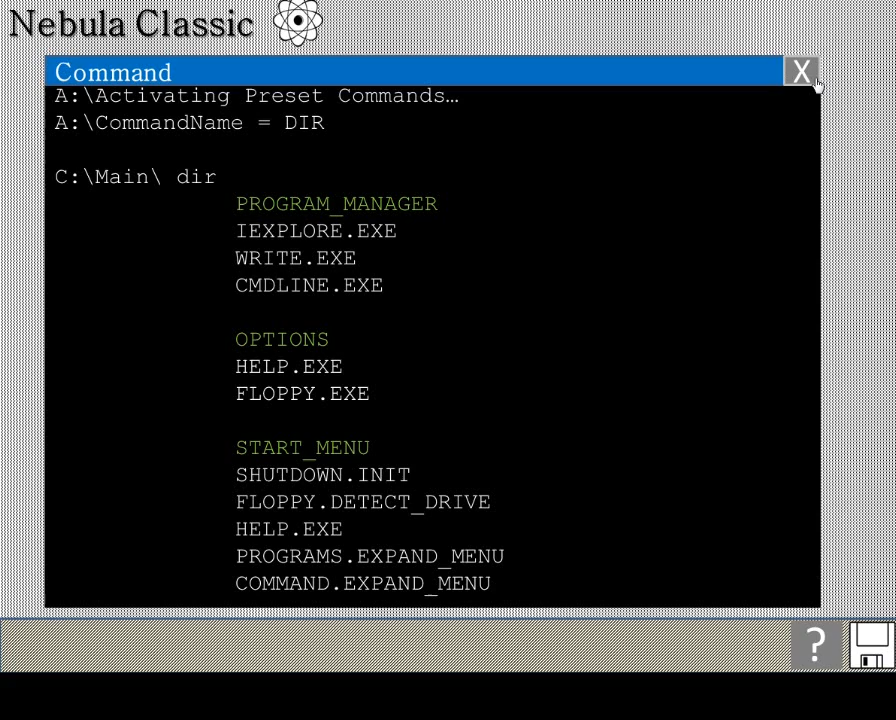 Nebula Classic
Command
X
A:\Activating Preset Commands…
A:\CommandName = DIR
C:\Main\ dir
PROGRAM_MANAGER
IEXPLORE.EXE
WRITE.EXE
CMDLINE.EXE
OPTIONS
HELP.EXE
FLOPPY.EXE
START_MENU
SHUTDOWN.INIT
FLOPPY.DETECT_DRIVE
HELP.EXE
PROGRAMS.EXPAND_MENU
COMMAND.EXPAND_MENU
?